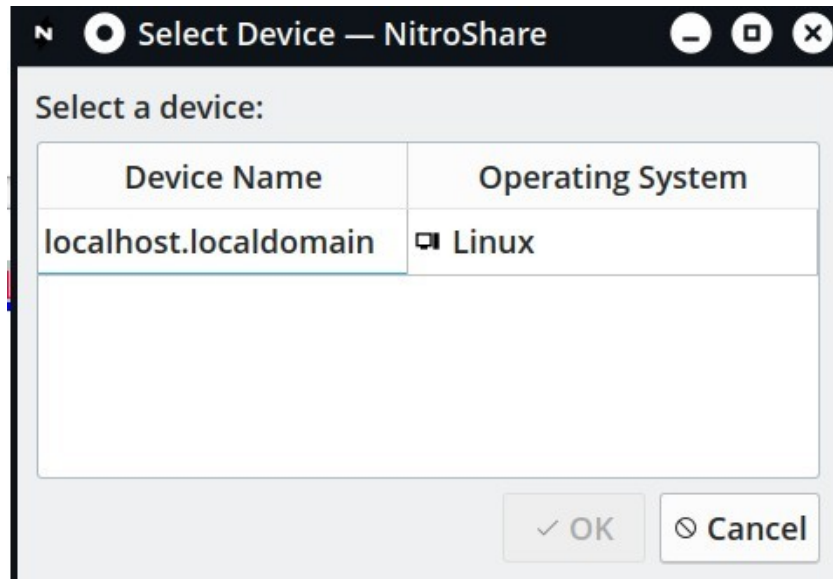 Select Device — NitroShare
Select a device:
Device Name Operating System
localhost.localdomain Linux
OK Cancel